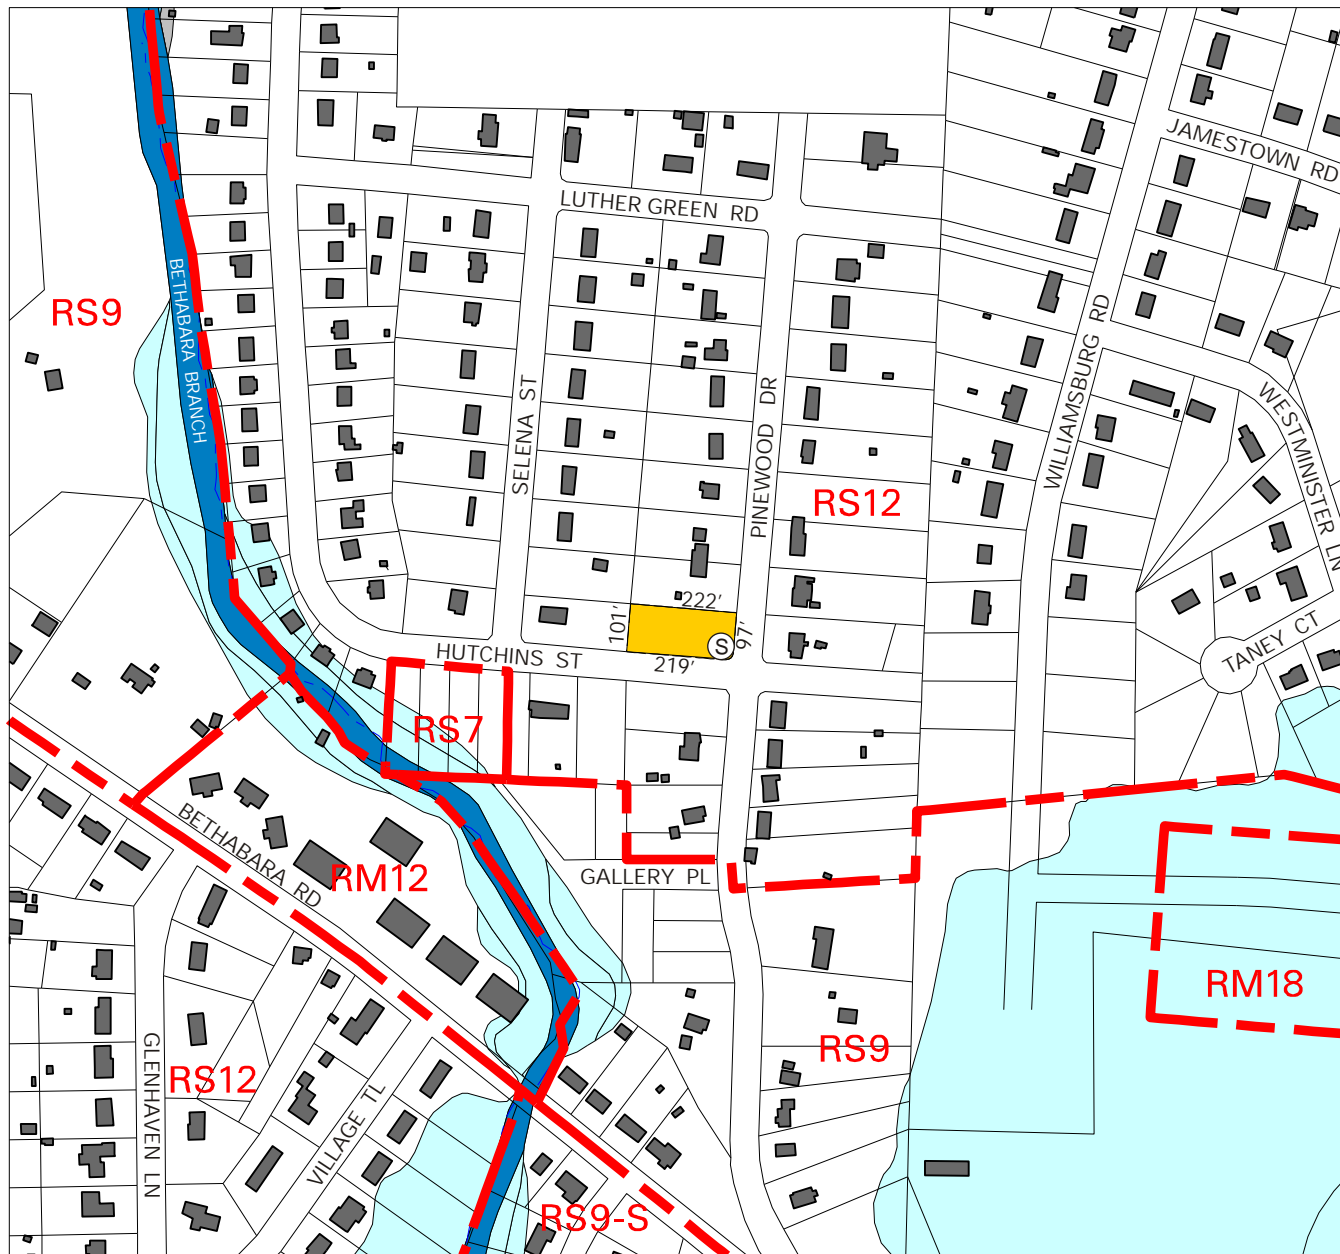 JAMESTOWN RD
LUTHER GREEN RD
RS9
BETHABARA BRANCH
WILLIAMSBURG RD
SELENA ST
PINEWOOD DR
WESTMINISTER LN
RS12
222'
101'
97'
S
219'
HUTCHINS ST
TANEY CT
RS7
BETHABARA RD
RM12
GALLERY PL
RM18
RS9
GLENHAVEN LN
RS12
VILLAGE TL
RS9-S